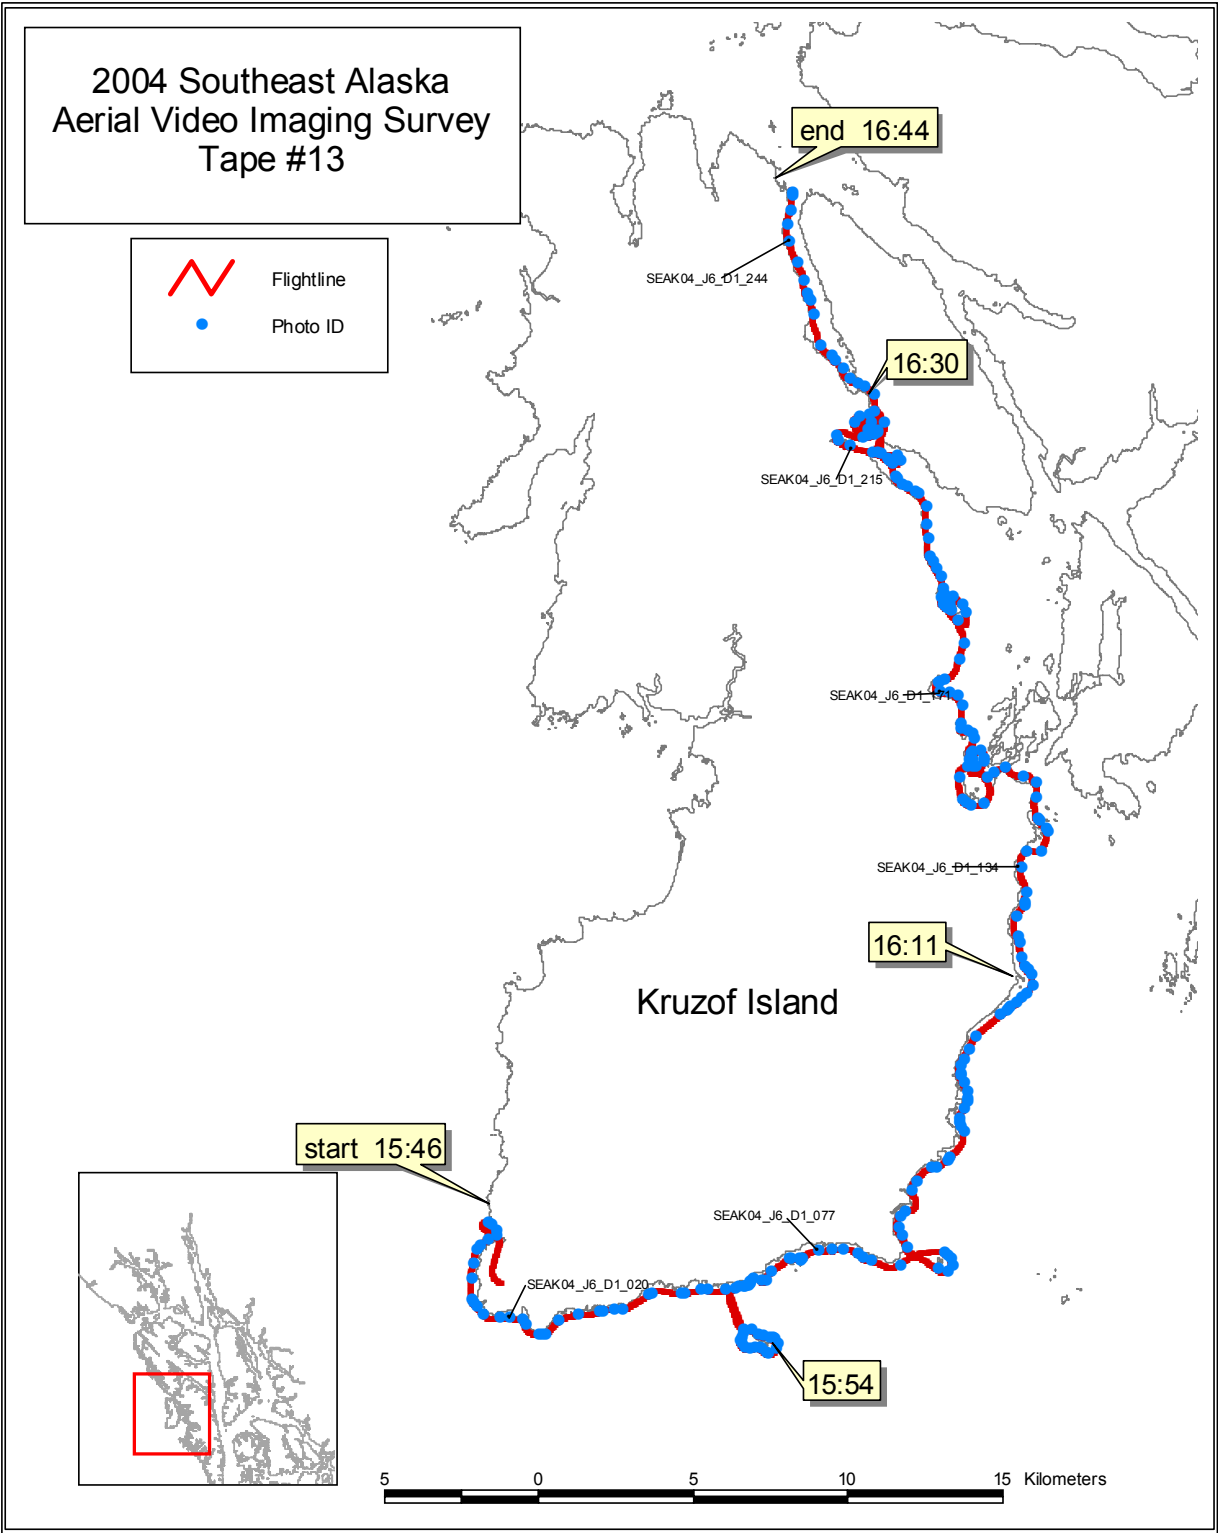 2004 Southeast Alaska
Aerial Video Imaging Survey
Tape #13
Flightline
Photo ID
end 16:44
SEAK04_J6_D1_244
16:30
SEAK04_J6_D1_215
SEAK04_J6_D1_171
SEAK04_J6_D1_134
16:11
Kruzof Island
start 15:46
SEAK04_J6_D1_077
SEAK04_J6_D1_020
15:54
5 0 5 10 15 Kilometers